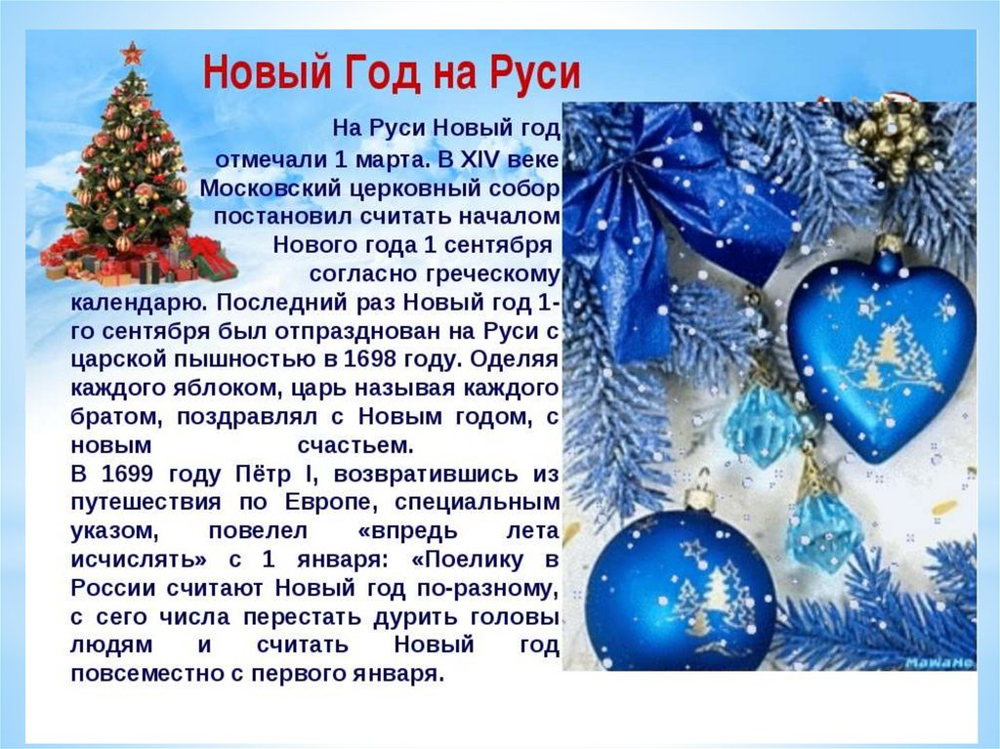 Новый Год на Руси
На Руси Новый год
отмечали 1 марта. В XIV веке
Московский церковный собор
постановил считать началом
Нового года 1 сентября
согласно греческому
календарю. Последний раз Новый год 1-
го сентября был отпразднован на Руси с
царской пышностью в 1698 году. Оделяя
каждого яблоком, царь называя каждого
братом, поздравлял с Новым годом, с
новым счастьем.
В 1699 году Пётр I, возвратившись из
путешествия по Европе, специальным
указом, повелел «впредь лета
исчислять» с 1 января: «Поелику в
России считают Новый год по-разному,
с сего числа перестать дурить головы
людям и считать Новый год
повсеместно с первого января.
MaWaHe